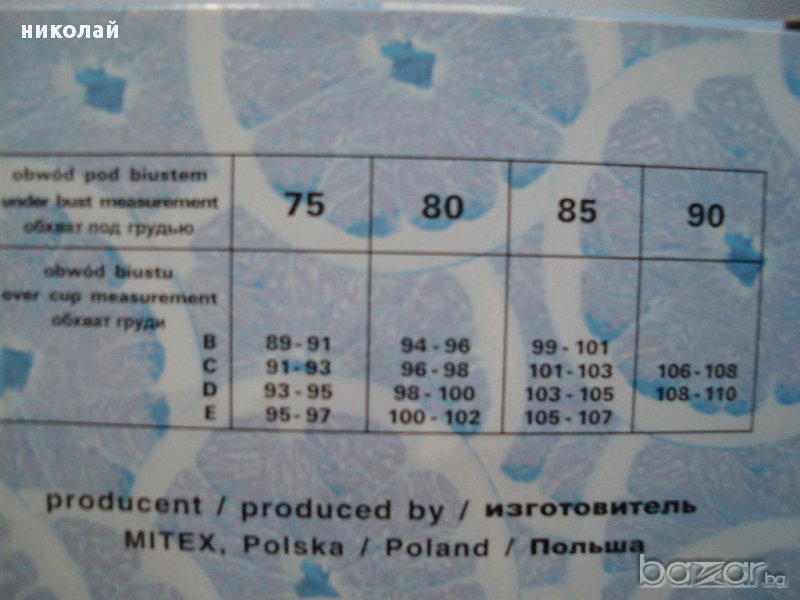 николай
obwód pod biustem
under bust measurement 75 80 85 90
обхват под грудью
obwód biustu
over cup measurement
обхват груди
B 89-91 94-96 99-101
C 91-93 96-98 101-103 106-108
D 93-95 98-100 103-105 108-110
E 95-97 100-102 105-107
producent / produced by / изготовитель
MITEX, Polska / Poland / Польша
bazar.bg